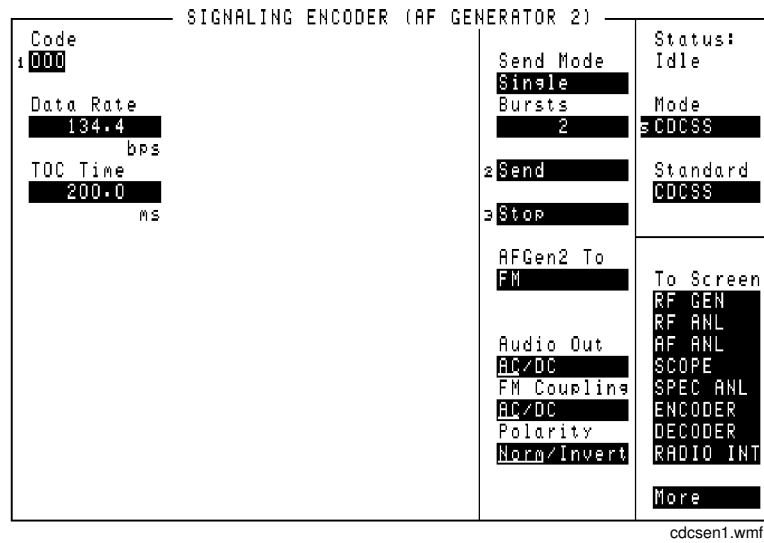 SIGNALING ENCODER (AF GENERATOR 2)
Code
1 000
Data Rate
134.4
bps
TOC Time
200.0
ms
Send Mode
Single
Bursts
2
2 Send
3 Stop
AFGen2 To
FM
Audio Out
AC/DC
FM Coupling
AC/DC
Polarity
Norm/Invert
Status:
Idle
Mode
5 CDCSS
Standard
CDCSS
To Screen
RF GEN
RF ANL
AF ANL
SCOPE
SPEC ANL
ENCODER
DECODER
RADIO INT
More
cdcsen1.wmf